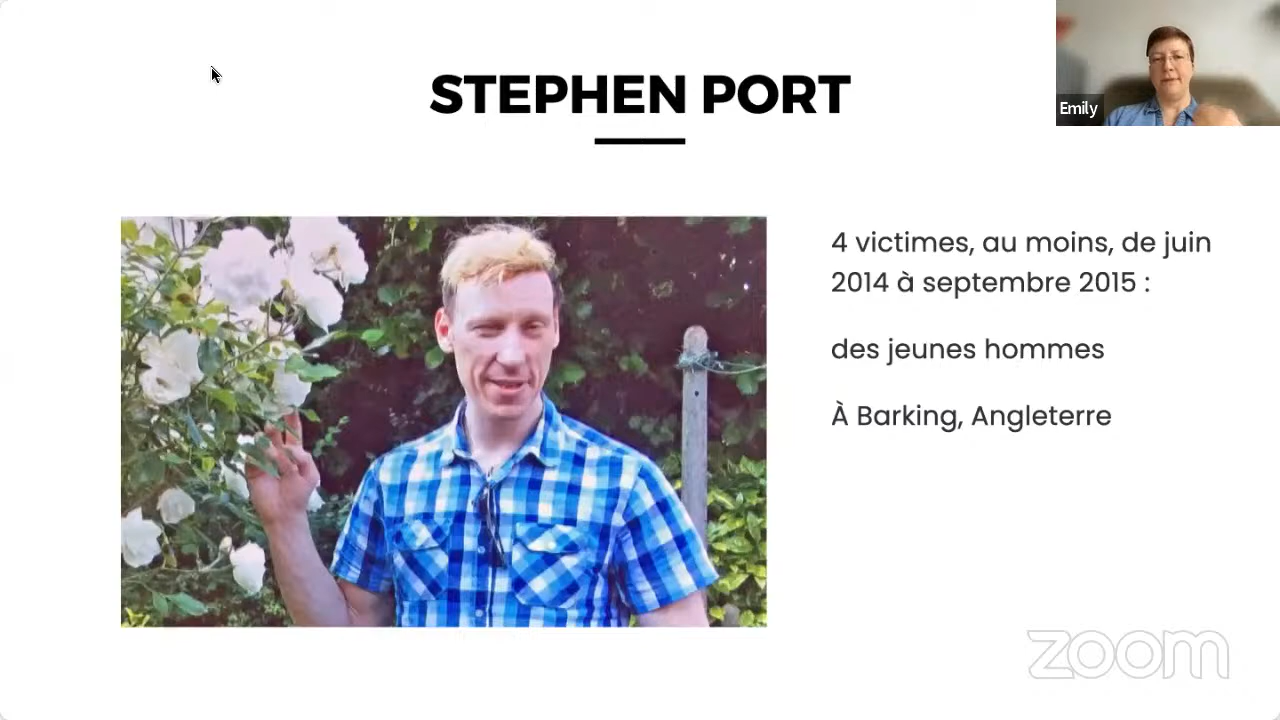 STEPHEN PORT
Emily
4 victimes, au moins, de juin
2014 à septembre 2015 :
des jeunes hommes
À Barking, Angleterre
zoom